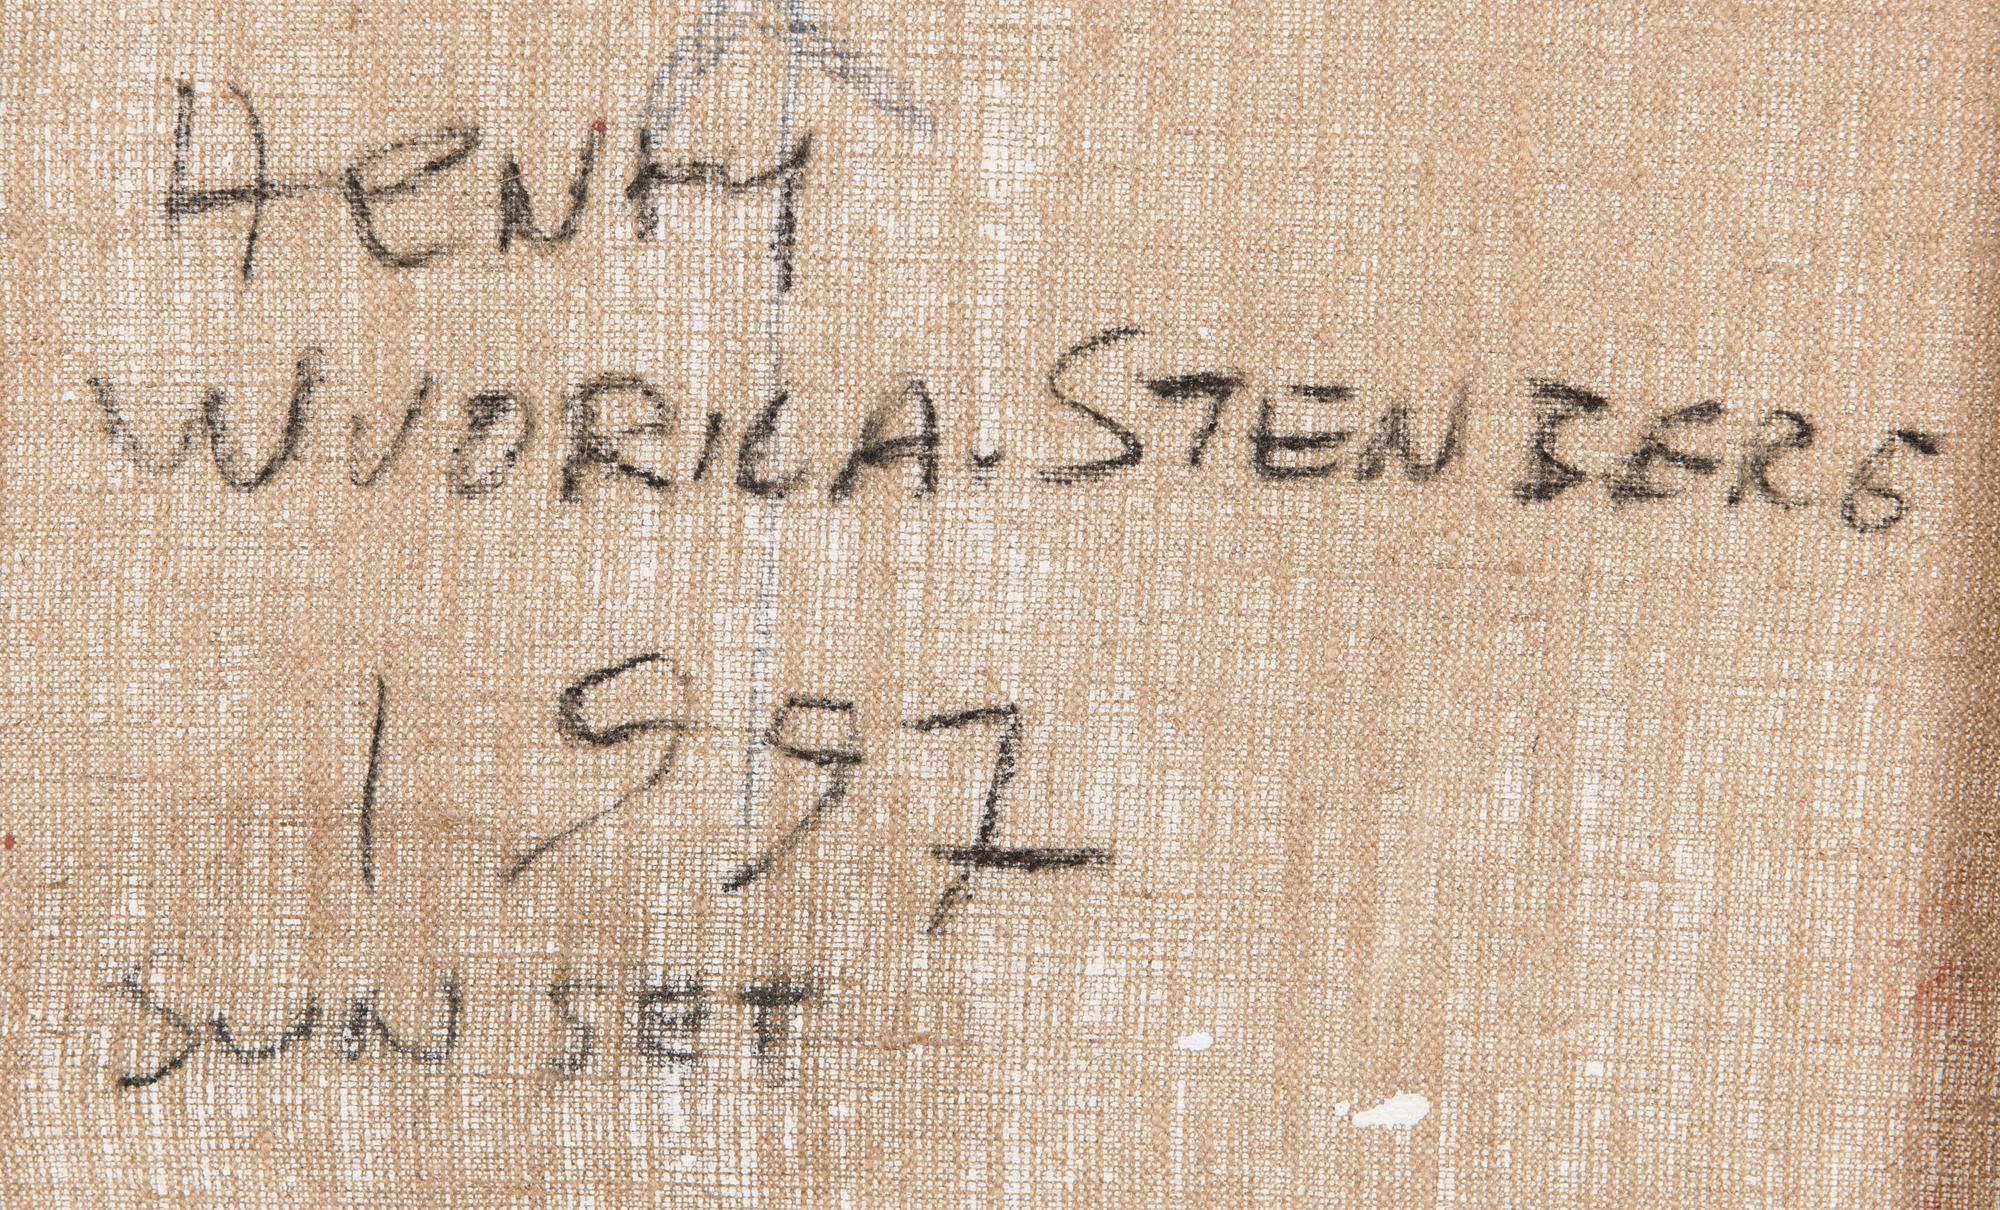 HENRY
WUORILA-STENBERG
1997
SUNSET